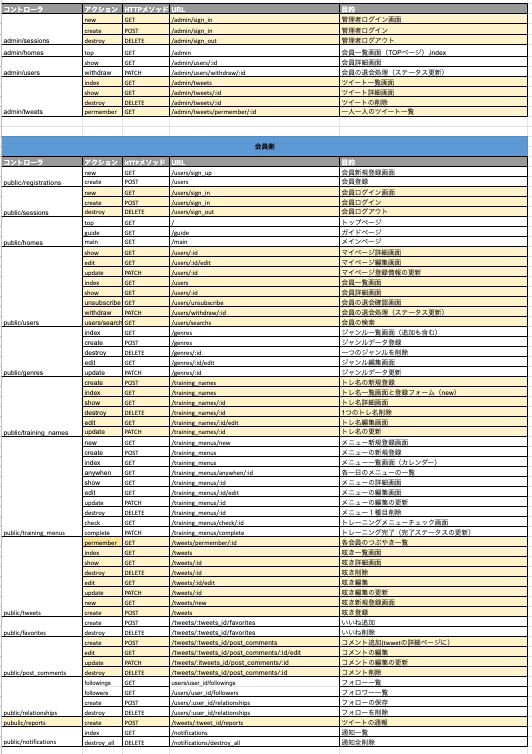 コントローラ アクション HTTPメソッド URL 目的
new GET /admin/sign_in 管理者ログイン画面
create POST /admin/sign_in 管理者ログイン
admin/sessions destroy DELETE /admin/sign_out 管理者ログアウト
admin/homes top GET /admin 会員一覧画面（TOPページ）,index
show GET /admin/users/:id 会員詳細画面
admin/users withdraw PATCH /admin/users/withdraw/:id 会員の退会処理（ステータス更新）
index GET /admin/tweets ツイート一覧画面
show GET /admin/tweets/:id ツイート詳細画面
destroy DELETE /admin/tweets/:id ツイートの削除
admin/tweets permember GET /admin/tweets/permember/:id 一人一人のツイート一覧
会員側
コントローラ アクション HTTPメソッド URL 目的
new GET /users/sign_up 会員新規登録画面
public/registrations create POST /users 会員登録
new GET /users/sign_in 会員ログイン画面
create POST /users/sign_in 会員ログイン
public/sessions destroy DELETE /users/sign_out 会員ログアウト
top GET / トップページ
guide GET /guide ガイドページ
public/homes main GET /main メインページ
show GET /users/:id マイページ詳細画面
edit GET /users/:id/edit マイページ編集画面
update PATCH /users/:id マイページ登録情報の更新
index GET /users 会員一覧画面
show GET /users/:id 会員詳細画面
unsubscribe GET /users/unsubscribe 会員の退会確認画面
withdraw PATCH /users/withdraw/:id 会員の退会処理（ステータス更新）
public/users users/search GET /users/searchs 会員の検索
index GET /genres ジャンル一覧画面（追加も含む）
create POST /genres ジャンルデータ登録
destroy DELETE /genres/:id 一つのジャンルを削除
edit GET /genres/:id/edit ジャンル編集画面
public/genres update PATCH /genres/:id ジャンルデータ更新
create POST /training_names トレ名の新規登録
index GET /training_names トレ名一覧画面と登録フォーム（new）
show GET /training_names/:id トレ名詳細画面
destroy DELETE /training_names/:id 1つのトレ名削除
edit GET /training_names/:id/edit トレ名編集画面
public/training_names update PATCH /training_names/:id トレ名の更新
new GET /training_menus/new メニュー新規登録画面
create POST /training_menus メニューの新規登録
index GET /training_menus メニュー一覧画面（カレンダー）
anywhen GET /training_menus/anywhen/:id 各一日のメニューの一覧
show GET /training_menus/:id メニューの詳細画面
edit GET /training_menus/:id/edit メニューの編集画面
update PATCH /training_menus/:id メニューの編集の更新
destroy DELETE /training_menus/:id メニュー１種目削除
check GET /training_menus/check/:id トレーニングメニューチェック画面
public/training_menus complete PATCH /training_menus/complete トレーニング完了（完了ステータスの更新）
permember GET /tweets/permember/:id 各会員のつぶやき一覧
index GET /tweets 呟き一覧画面
show GET /tweets/:id 呟き詳細画面
destroy DELETE /tweets/:id 呟き削除
edit GET /tweets/:id/edit 呟き編集
update PATCH /tweets/:id 呟き編集の更新
new GET /tweets/new 呟き新規登録画面
public/tweets create POST /tweets 呟き登録
create POST /tweets/:tweets_id/favorites いいね追加
public/favorites destroy DELETE /tweets/:tweets_id/favorites いいね削除
create POST /tweets/:tweets_id/post_comments コメント追加(tweetの詳細ページに)
edit GET /tweets/:tweets_id/post_comments/:id/edit コメントの編集
update PATCH /tweets/:tweets_id/post_comments/:id コメントの編集の更新
public/post_comments destroy DELETE /tweets/:tweets_id/post_comments/:id コメント削除
followings GET users/:user_id/followings フォロー一覧
followers GET /users/:user_id/followers フォロワー一覧
create POST /users/:user_id/relationships フォローの保存
public/relationships destroy DELETE /users/:user_id/relationships フォローを削除
public/reports create POST /tweets/:tweet_id/reports ツイートの通報
index GET /notifications 通知一覧
public/notifications destroy_all DELETE /notifications/destroy_all 通知全削除